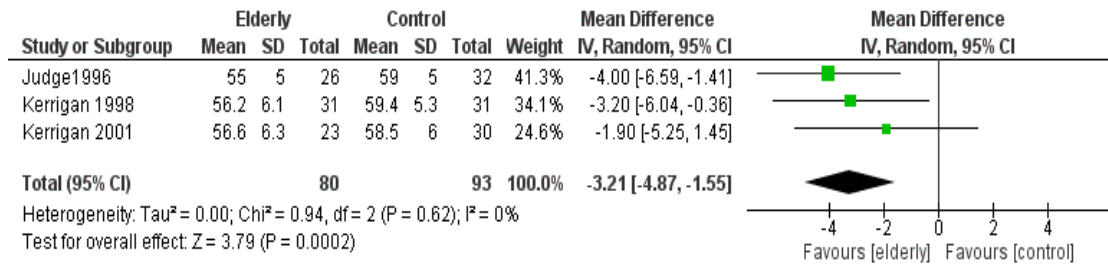 Elderly Control Mean Difference Mean Difference
Study or Subgroup Mean SD Total Mean SD Total Weight IV, Random, 95% CI IV, Random, 95% CI
Judge1996 55 5 26 59 5 32 41.3% -4.00 [-6.59, -1.41]
Kerrigan 1998 56.2 6.1 31 59.4 5.3 31 34.1% -3.20 [-6.04, -0.36]
Kerrigan 2001 56.6 6.3 23 58.5 6 30 24.6% -1.90 [-5.25, 1.45]
Total (95% CI) 80 93 100.0% -3.21 [-4.87, -1.55]
Heterogeneity: Tau² = 0.00; Chi² = 0.94, df = 2 (P = 0.62); I² = 0%
Test for overall effect: Z = 3.79 (P = 0.0002)
-4 -2 0 2 4
Favours [elderly] Favours [control]